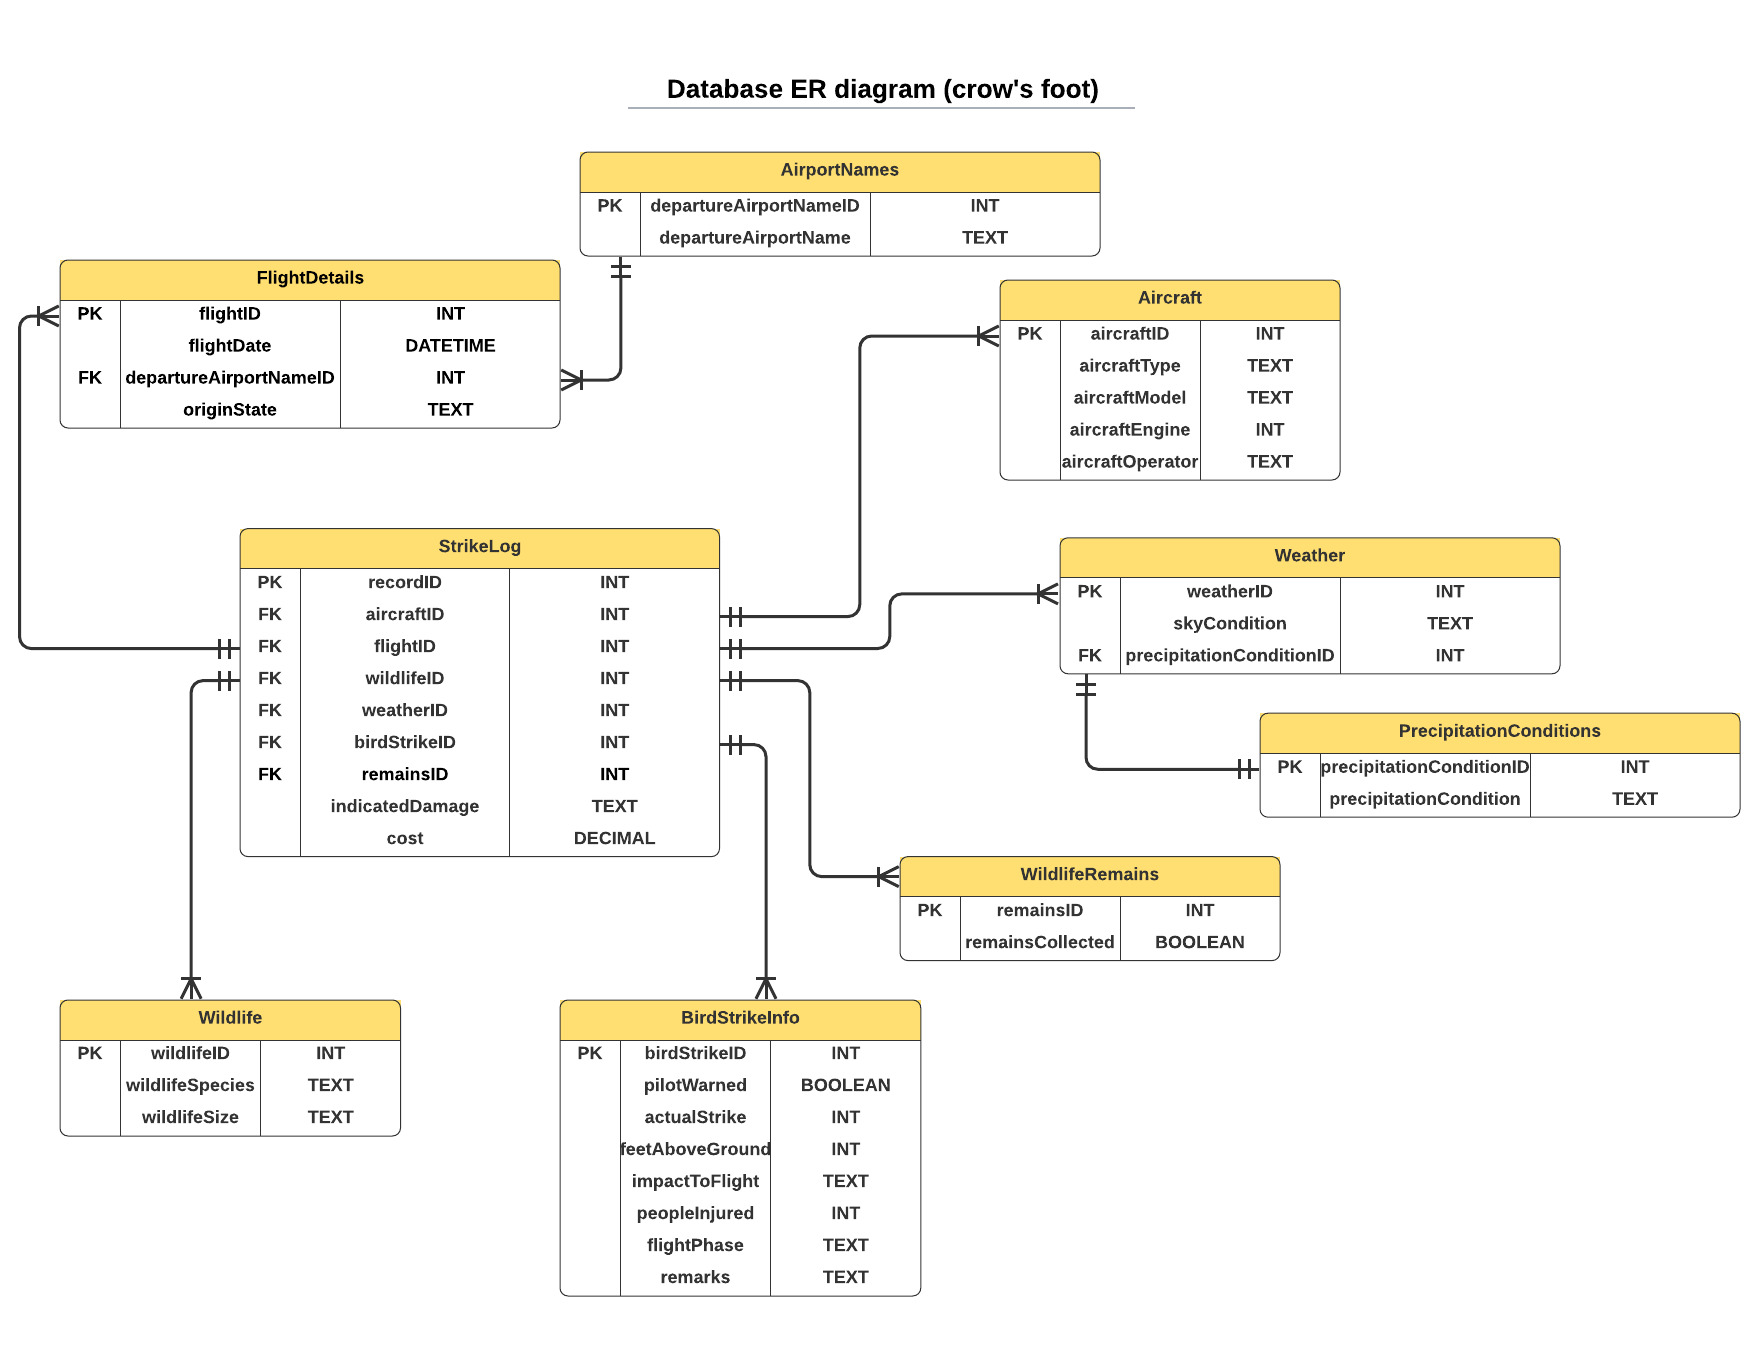 Database ER diagram (crow's foot)
AirportNames
PK departureAirportNameID INT
departureAirportName TEXT
FlightDetails
PK flightID INT
flightDate DATETIME
FK departureAirportNameID INT
originState TEXT
Aircraft
PK aircraftID INT
aircraftType TEXT
aircraftModel TEXT
aircraftEngine INT
aircraftOperator TEXT
StrikeLog
PK recordID INT
FK aircraftID INT
FK flightID INT
FK wildlifeID INT
FK weatherID INT
FK birdStrikeID INT
FK remainsID INT
indicatedDamage TEXT
cost DECIMAL
Weather
PK weatherID INT
skyCondition TEXT
FK precipitationConditionID INT
PrecipitationConditions
PK precipitationConditionID INT
precipitationCondition TEXT
WildlifeRemains
PK remainsID INT
remainsCollected BOOLEAN
Wildlife
PK wildlifeID INT
wildlifeSpecies TEXT
wildlifeSize TEXT
BirdStrikeInfo
PK birdStrikeID INT
pilotWarned BOOLEAN
actualStrike INT
feetAboveGround INT
impactToFlight TEXT
peopleInjured INT
flightPhase TEXT
remarks TEXT